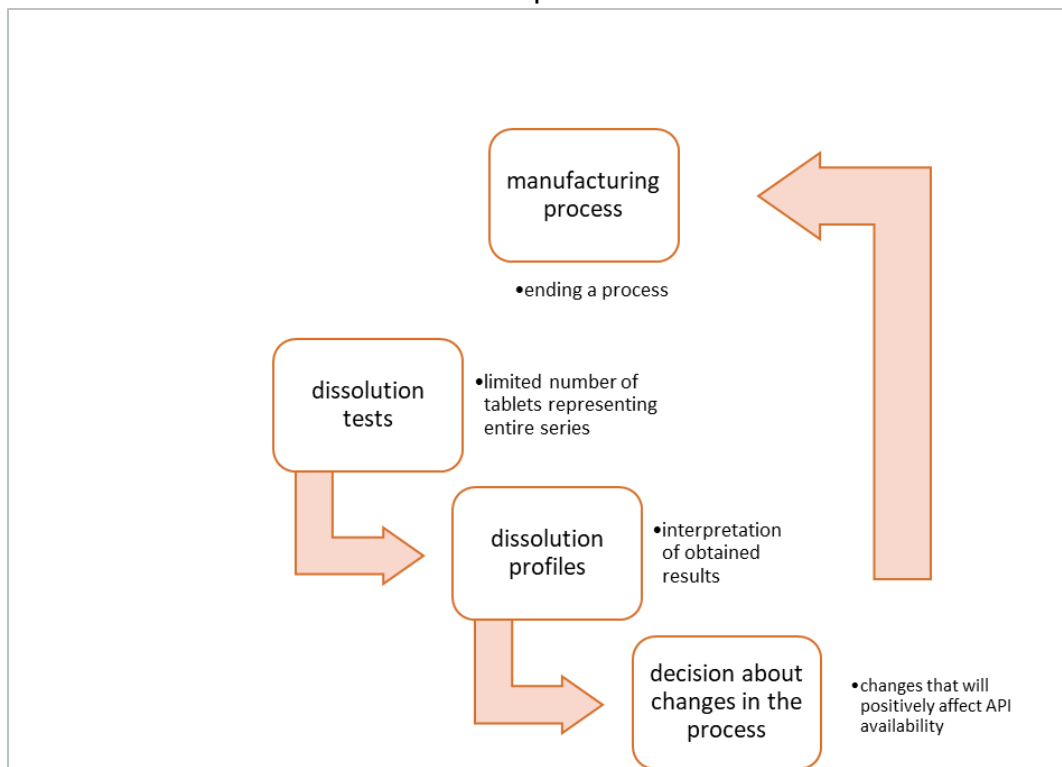 manufacturing
process
•ending a process
dissolution
tests
•limited number of
tablets representing
entire series
dissolution
profiles
•interpretation
of obtained
results
decision about
changes in the
process
•changes that will
positively affect API
availability